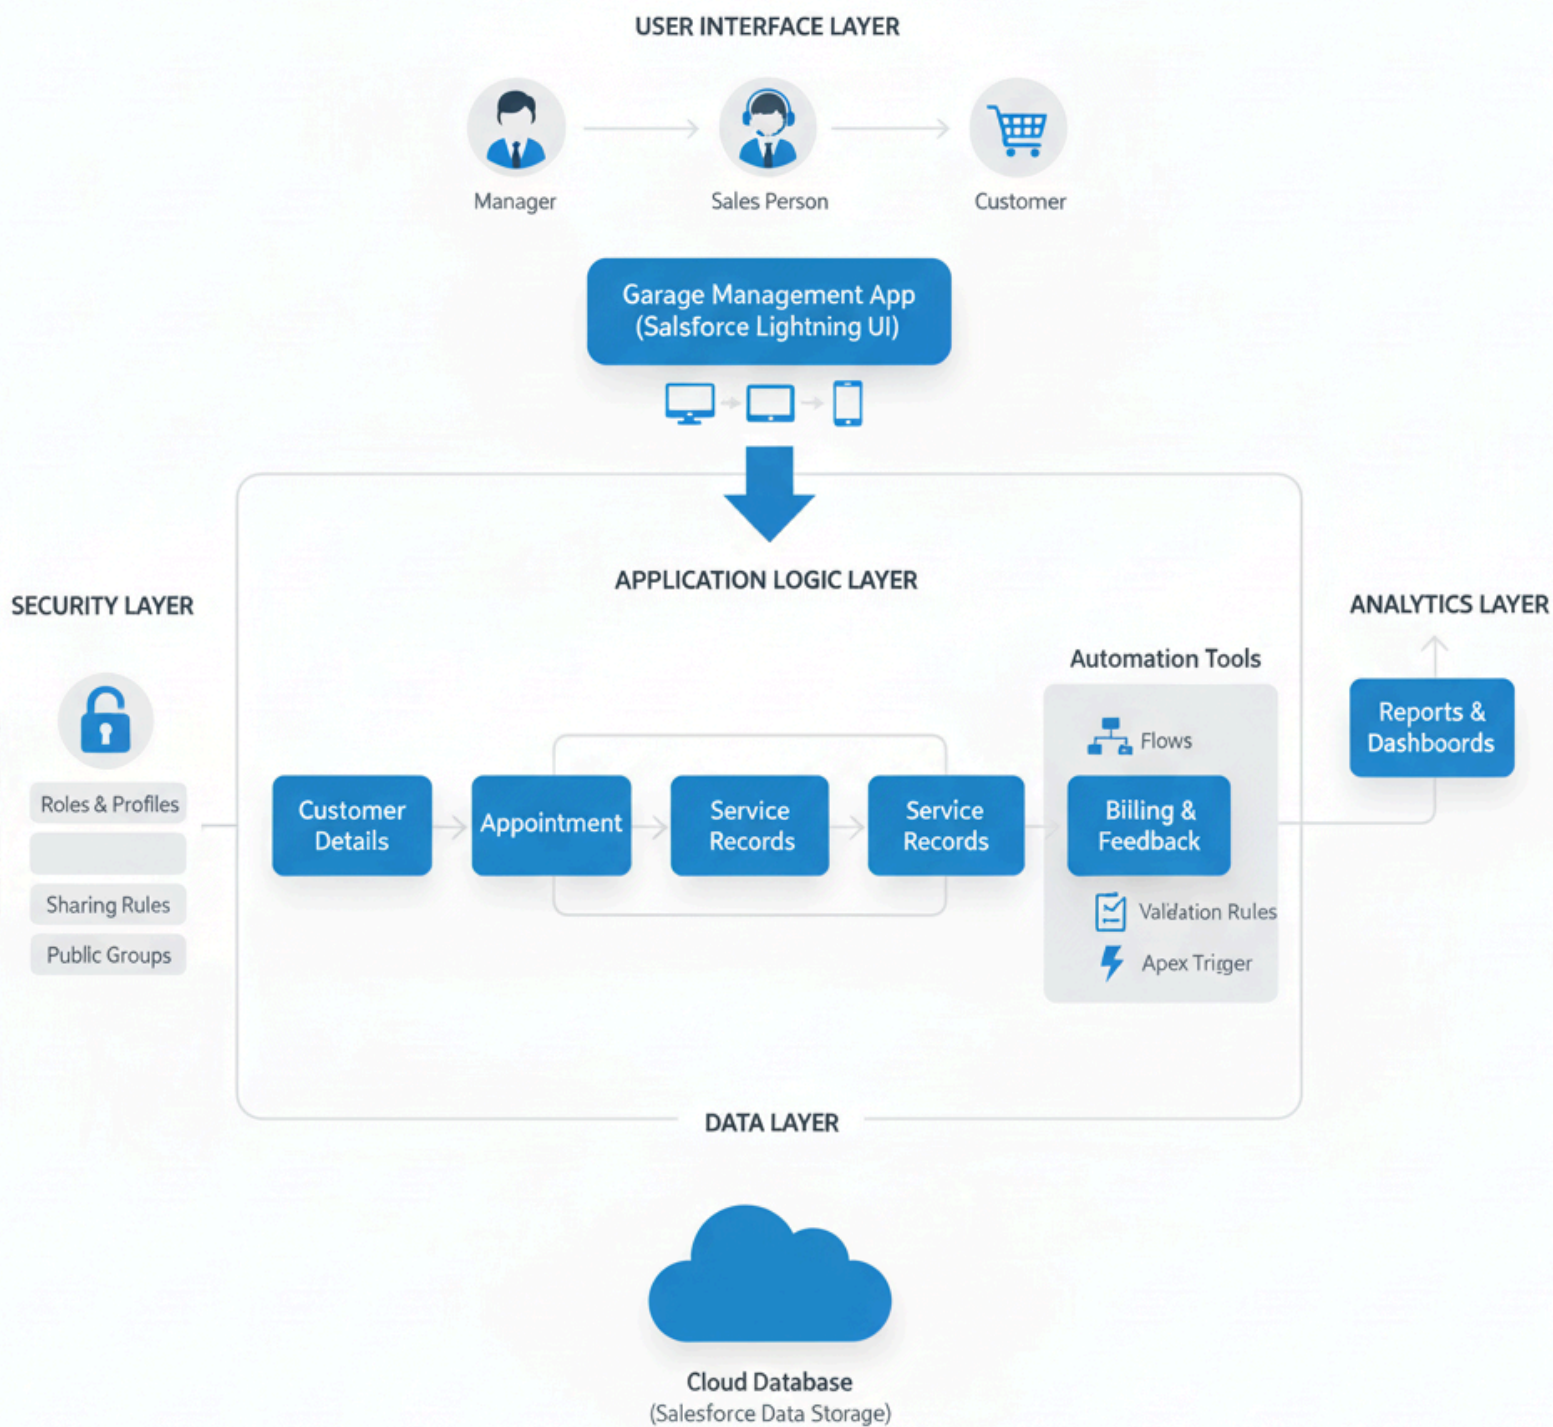 USER INTERFACE LAYER
Manager
Sales Person
Customer
Garage Management App
(Salsforce Lightning UI)
APPLICATION LOGIC LAYER
SECURITY LAYER
Roles & Profiles
Sharing Rules
Public Groups
Customer
Details
Appointment
Service
Records
Service
Records
Automation Tools
Flows
Billing &
Feedback
Validation Rules
Apex Trigger
ANALYTICS LAYER
Reports &
Dashboords
DATA LAYER
Cloud Database
(Salesforce Data Storage)